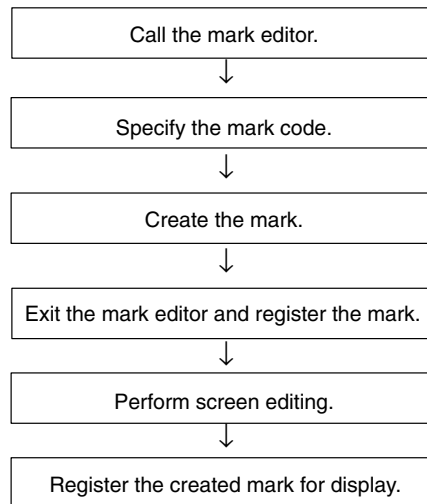 Call the mark editor.
Specify the mark code.
Create the mark.
Exit the mark editor and register the mark.
Perform screen editing.
Register the created mark for display.